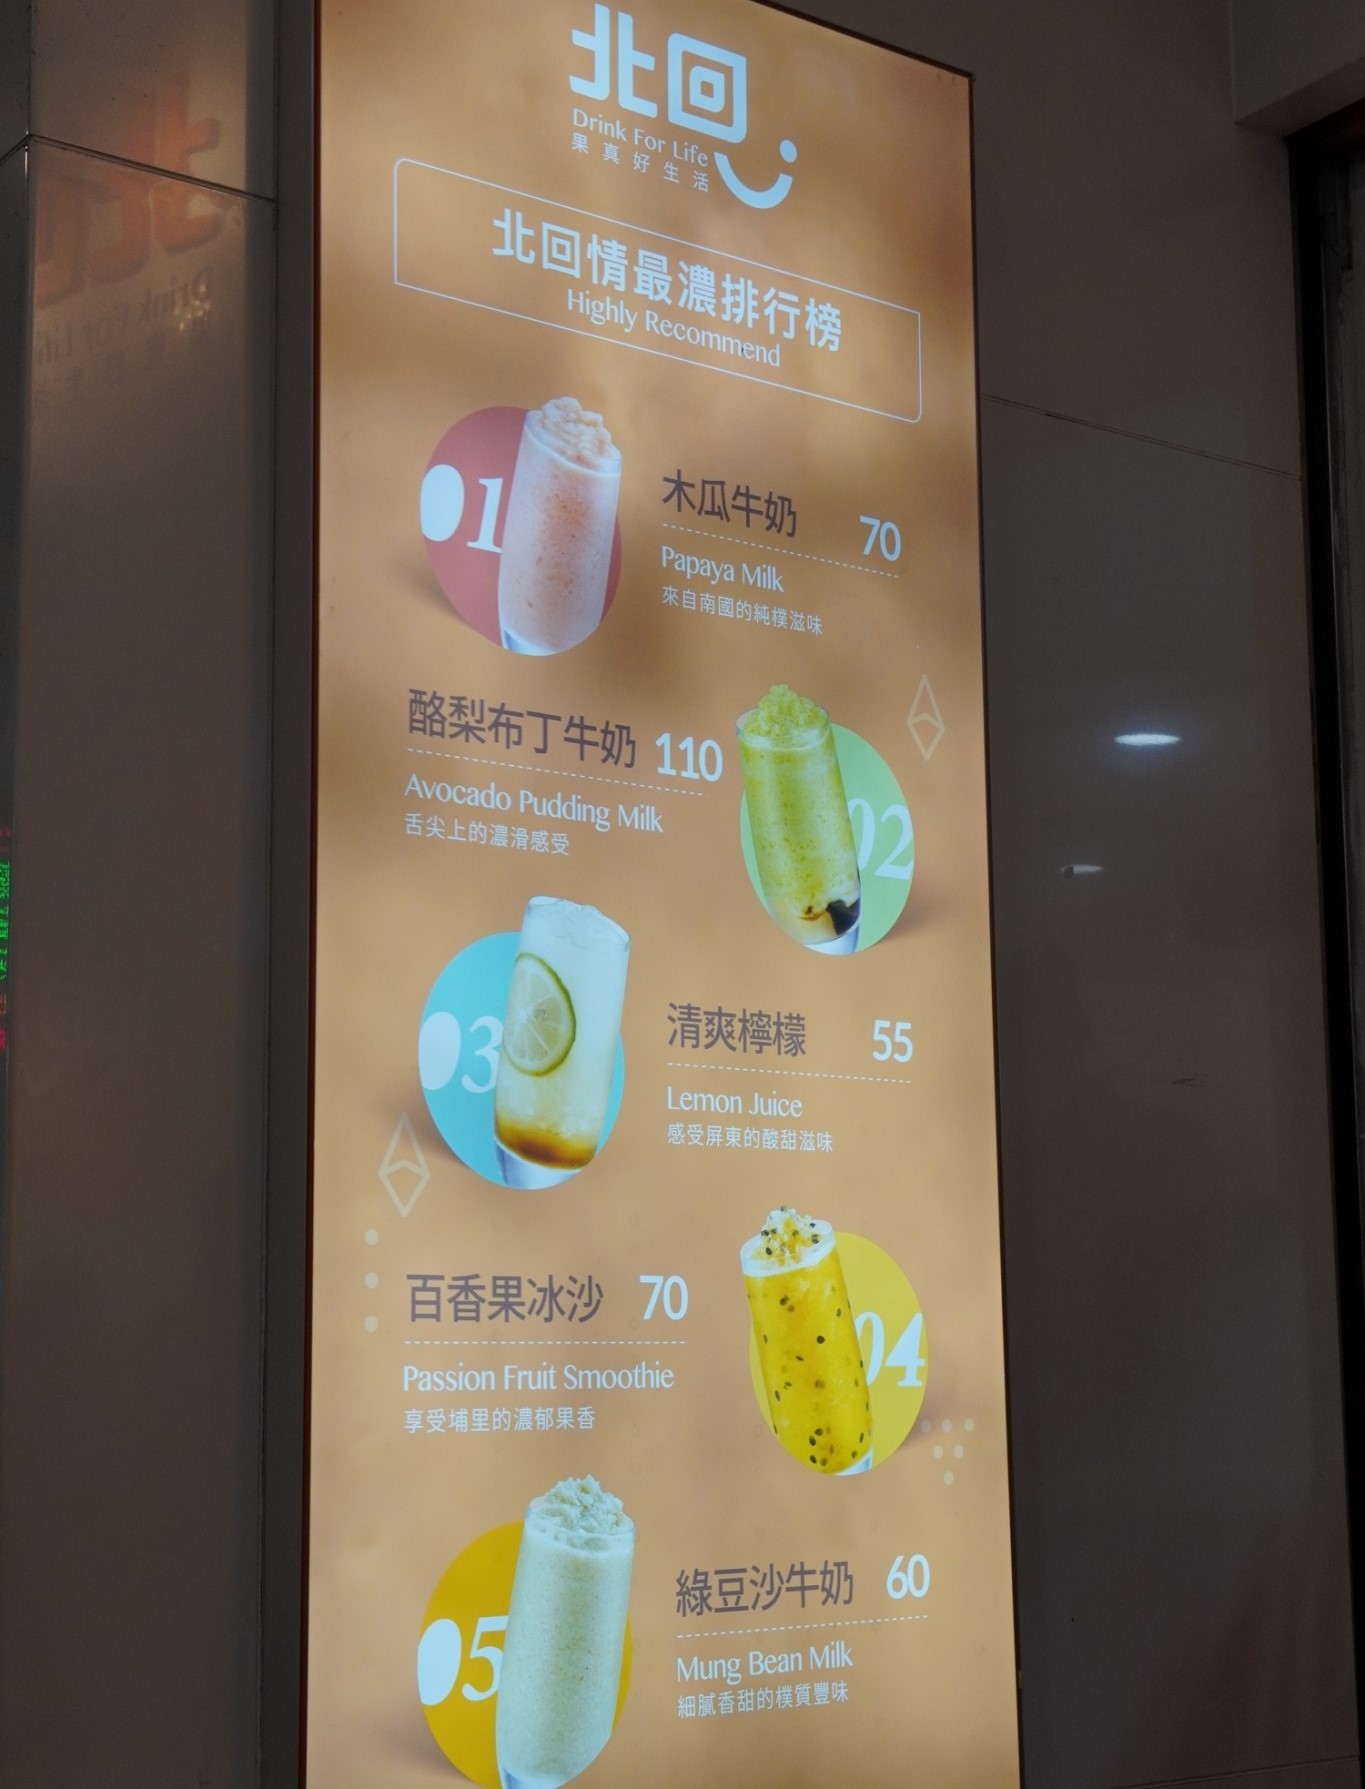 北回
Drink For Life
果真好生活
北回情最濃排行榜
Highly Recommend
01
木瓜牛奶 70
Papaya Milk
來自南國的純樸滋味
酪梨布丁牛奶 110
Avocado Pudding Milk
舌尖上的濃滑感受
02
03
清爽檸檬 55
Lemon Juice
感受屏東的酸甜滋味
百香果冰沙 70
Passion Fruit Smoothie
享受埔里的濃郁果香
04
05
綠豆沙牛奶 60
Mung Bean Milk
細膩香甜的樸質豐味